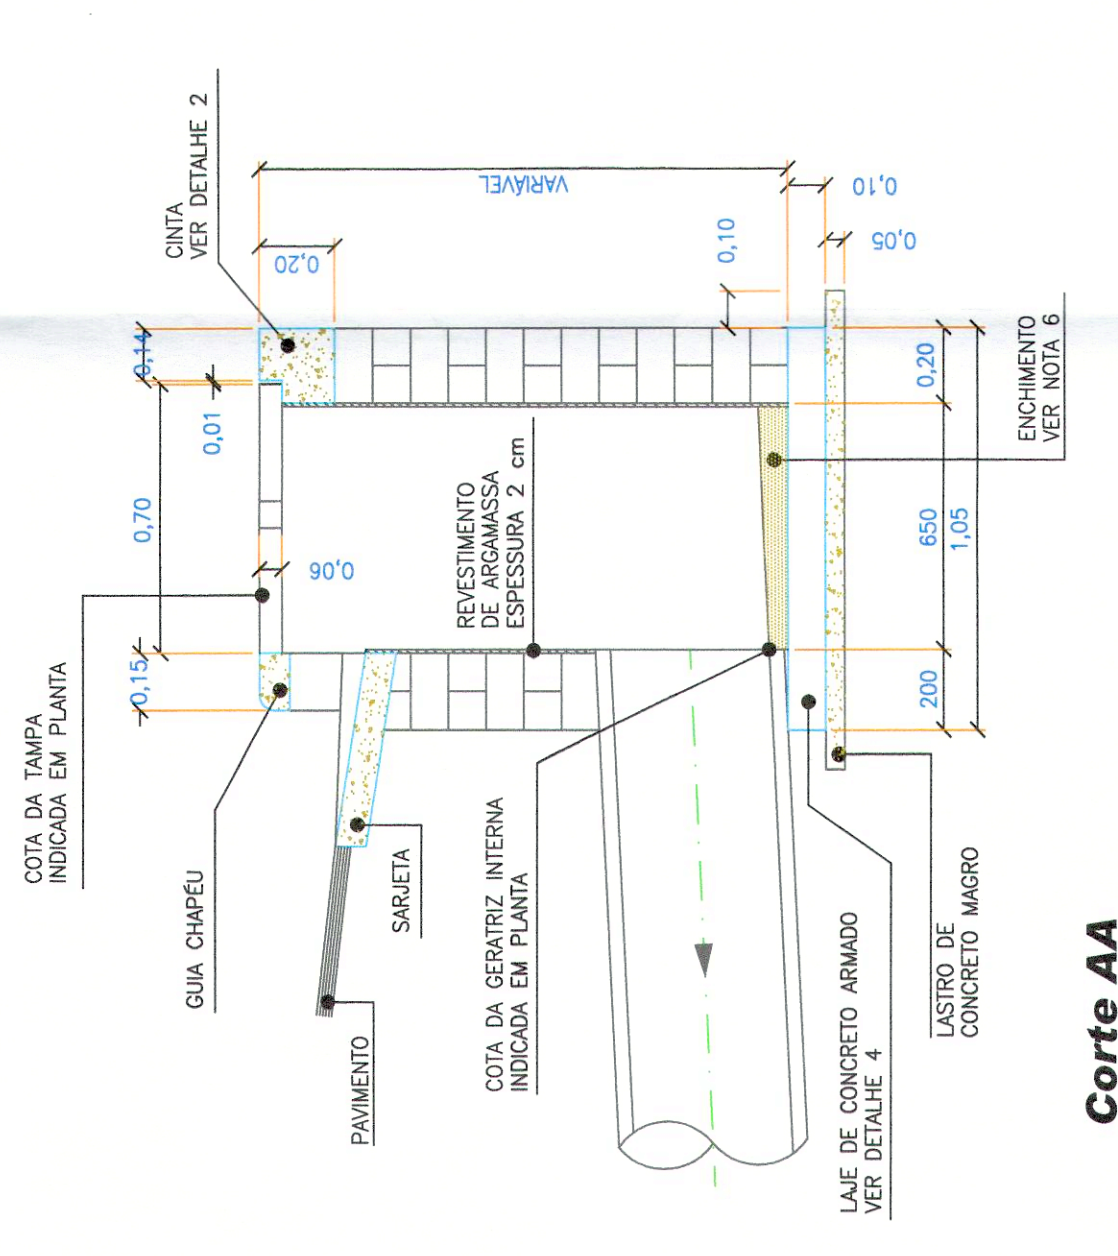 COTA DA TAMPA
INDICADA EM PLANTA
GUIA CHAPÉU
PAVIMENTO
SARJETA
COTA DA GERATRIZ INTERNA
INDICADA EM PLANTA
LAJE DE CONCRETO ARMADO
VER DETALHE 4
LASTRO DE
CONCRETO MAGRO
REVESTIMENTO
DE ARGAMASSA
ESPESSURA 2 cm
CINTA
VER DETALHE 2
ENCHIMENTO
VER NOTA 6
0,15
0,70
0,14
0,01
0,06
0,20
VARIÁVEL
0,10
0,10
0,05
200
650
0,20
1,05
Corte AA